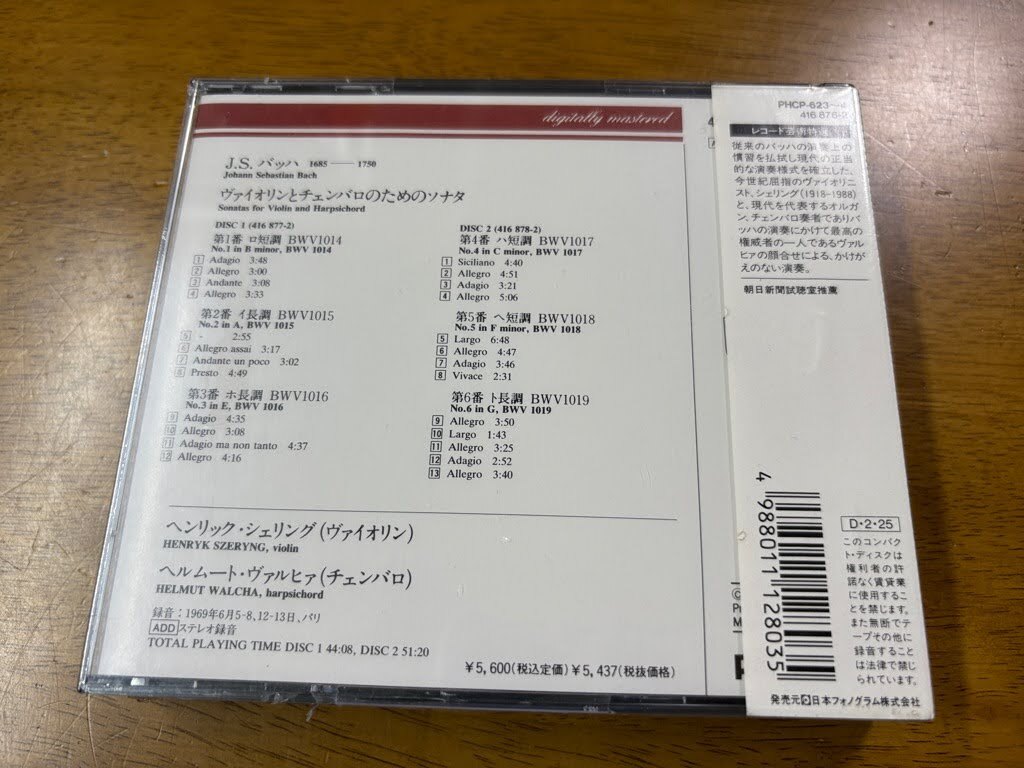 digitally mastered
J.S. バッハ 1685 — 1750
Johann Sebastian Bach
ヴァイオリンとチェンバロのためのソナタ
Sonatas for Violin and Harpsichord
DISC 1 (416 877-2)
第1番 ロ短調 BWV1014
No.1 in B minor, BWV 1014
1 Adagio 3:48
2 Allegro 3:00
3 Andante 3:08
4 Allegro 3:33
第2番 イ長調 BWV1015
No.2 in A, BWV 1015
5 - 2:55
6 Allegro assai 3:17
7 Andante un poco 3:02
8 Presto 4:49
第3番 ホ長調 BWV1016
No.3 in E, BWV 1016
9 Adagio 4:35
10 Allegro 3:08
11 Adagio ma non tanto 4:37
12 Allegro 4:16
DISC 2 (416 878-2)
第4番 ハ短調 BWV1017
No.4 in C minor, BWV 1017
1 Siciliano 4:40
2 Allegro 4:51
3 Adagio 3:21
4 Allegro 5:06
第5番 ヘ短調 BWV1018
No.5 in F minor, BWV 1018
5 Largo 6:48
6 Allegro 4:47
7 Adagio 3:46
8 Vivace 2:31
第6番 ト長調 BWV1019
No.6 in G, BWV 1019
9 Allegro 3:50
10 Largo 1:43
11 Allegro 3:25
12 Adagio 2:52
13 Allegro 3:40
ヘンリック・シェリング(ヴァイオリン)
HENRYK SZERYNG, violin
ヘルムート・ヴァルヒァ(チェンバロ)
HELMUT WALCHA, harpsichord
録音:1969年6月5-8, 12-13日、パリ
ADD ステレオ録音
TOTAL PLAYING TIME DISC 1 44:08, DISC 2 51:20
¥5,600(税込定価)¥5,437(税抜価格)
PHCP-623~4
416 876-2
レコード芸術特選
従来のバッハの演奏上の
慣習を払拭し現代の正当
的な演奏様式を確立した、
今世紀屈指のヴァイオリニ
スト、シェリング(1918-1988)
と、現代を代表するオルガ
ン、チェンバロ奏者でありバ
ッハの演奏にかけて最高の
権威者の一人であるヴァル
ヒァの顔合せによる、かけが
えのない演奏。
朝日新聞試聴室推薦
4 988011 128035
D・2・25
このコンパク
ト・ディスクは
権利者の許
諾なく賃貸業
に使用するこ
とを禁じます。
また無断でテ
ープその他に
録音すること
は法律で禁じ
られています。
発売元 日本フォノグラム株式会社